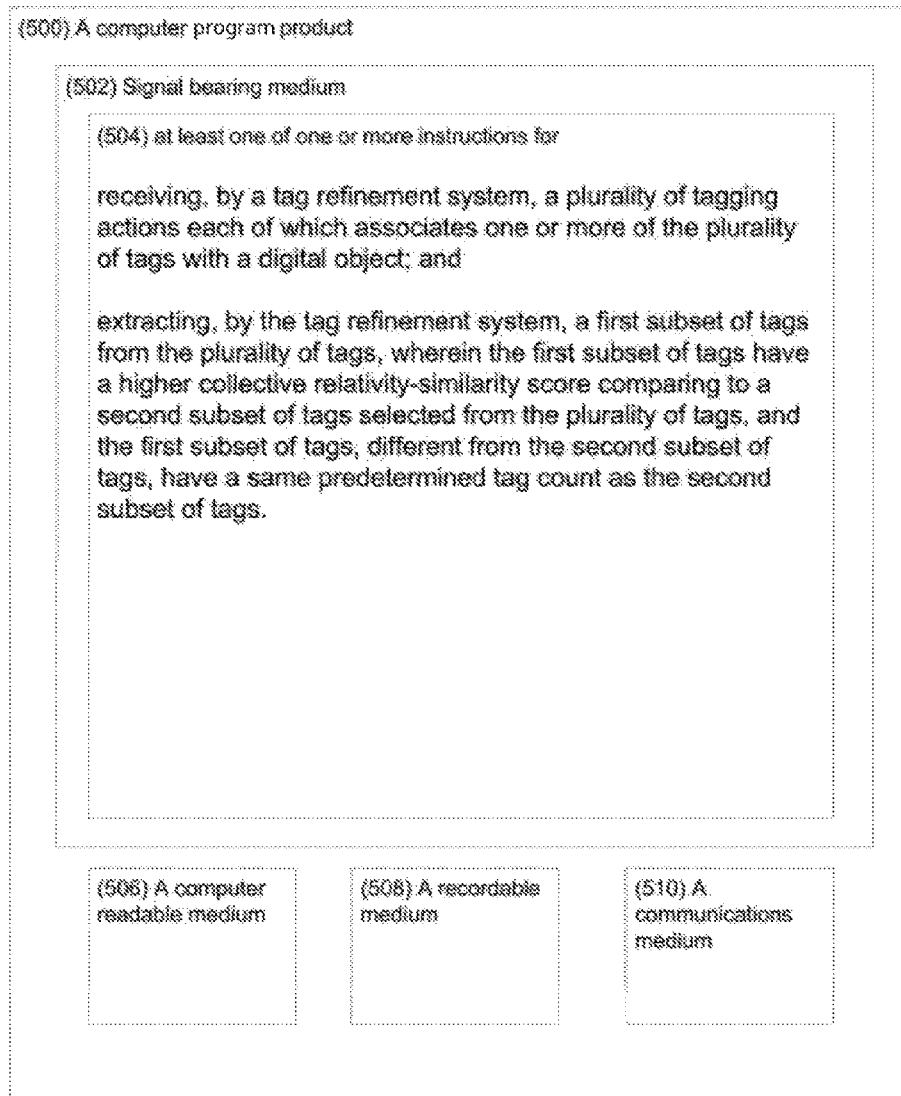 (500) A computer program product
(502) Signal bearing medium
(504) at least one of one or more instructions for
receiving, by a tag refinement system, a plurality of tagging
actions each of which associates one or more of the plurality
of tags with a digital object; and
extracting, by the tag refinement system, a first subset of tags
from the plurality of tags, wherein the first subset of tags have
a higher collective relativity-similarity score comparing to a
second subset of tags selected from the plurality of tags, and
the first subset of tags, different from the second subset of
tags, have a same predetermined tag count as the second
subset of tags.
(506) A computer
readable medium
(508) A recordable
medium
(510) A
communications
medium